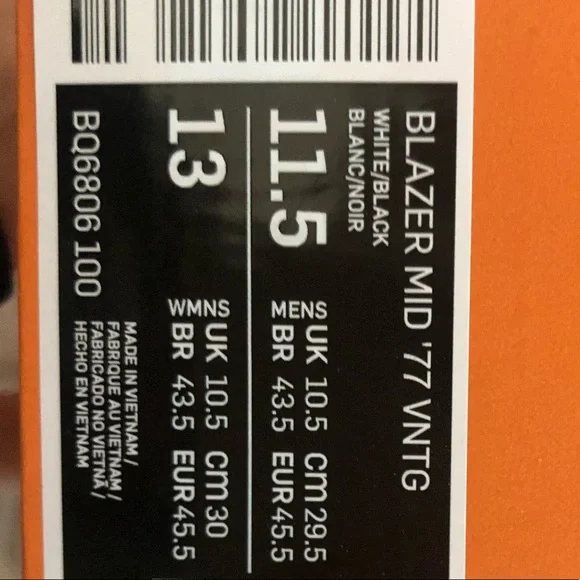 BLAZER MID '77 VNTG
WHITE/BLACK
BLANC/NOIR
11.5 MENS UK 10.5 cm 29.5
BR 43.5 EUR 45.5
13 WMNS UK 10.5 cm 30
BR 43.5 EUR 45.5
BQ6806 100
MADE IN VIETNAM /
FABRIQUE AU VIETNAM /
FABRICADO NO VIETNÃ /
HECHO EN VIETNAM